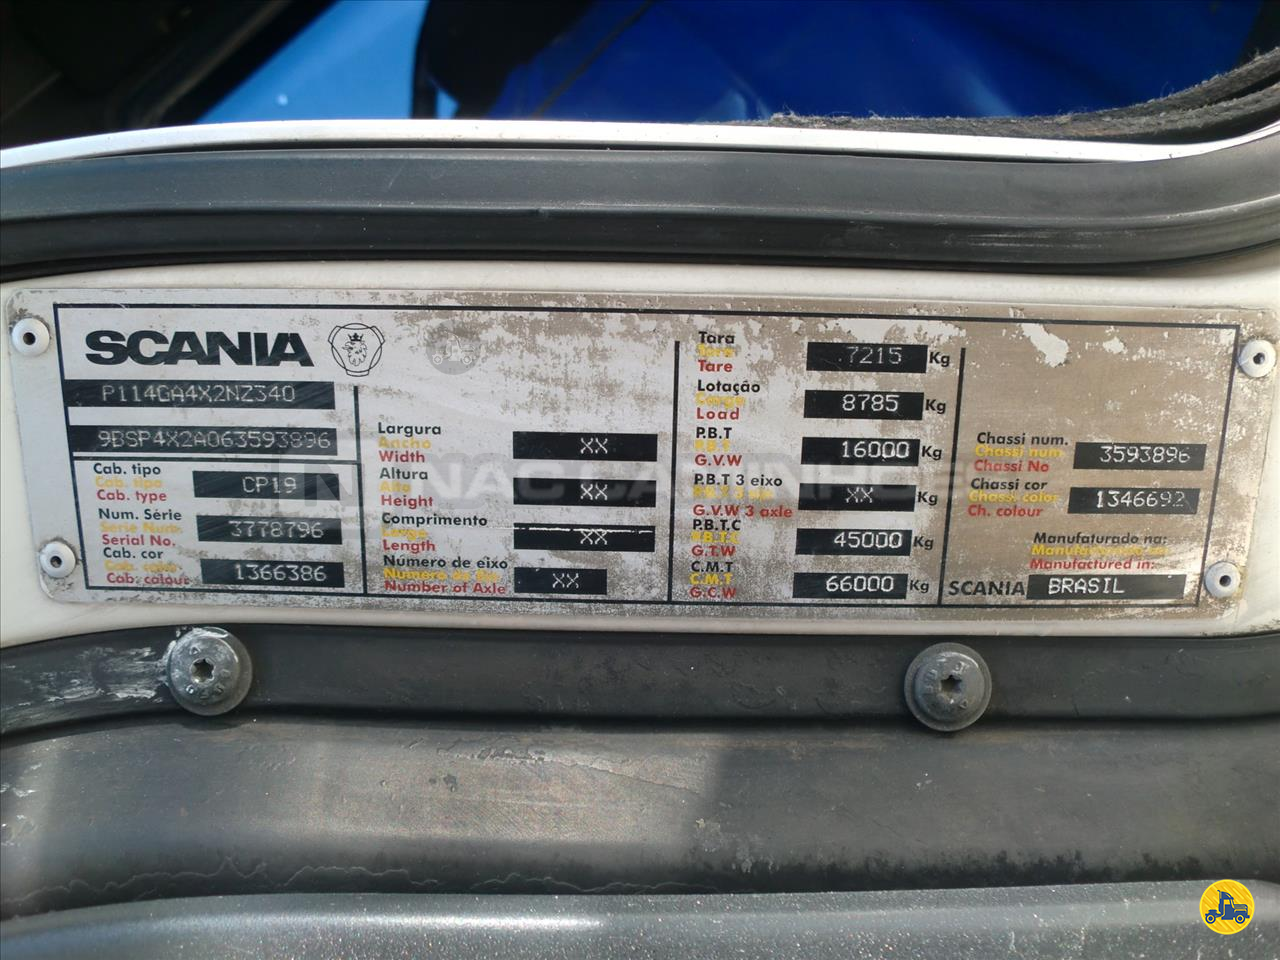 SCANIA
P114GA4X2NZ340
9BSP4X2A063593896
Cab. tipo
Cab. tipo
Cab. type
CP19
Num. Série
Serie Num.
Serial No.
3778796
Cab. cor
Cab. color
Cab. colour
1366386
Largura
Ancho
Width
XX
Altura
Alto
Height
XX
Comprimento
Largo
Length
XX
Número de eixo
Número de Eje
Number of Axle
XX
Tara
Tara
Tare
7215 Kg
Lotação
Carga
Load
8785 Kg
P.B.T
P.B.T
G.V.W
16000 Kg
P.B.T 3 eixo
P.B.T 3 eje
G.V.W 3 axle
XX Kg
P.B.T.C
P.B.T.C
G.T.W
45000 Kg
C.M.T
C.M.T
G.C.W
66000 Kg
Chassi num.
Chassi num.
Chassi No
3593896
Chassi cor
Chassi color
Ch. colour
1346692
Manufaturado na:
Manufacturado en:
Manufactured in:
SCANIA BRASIL